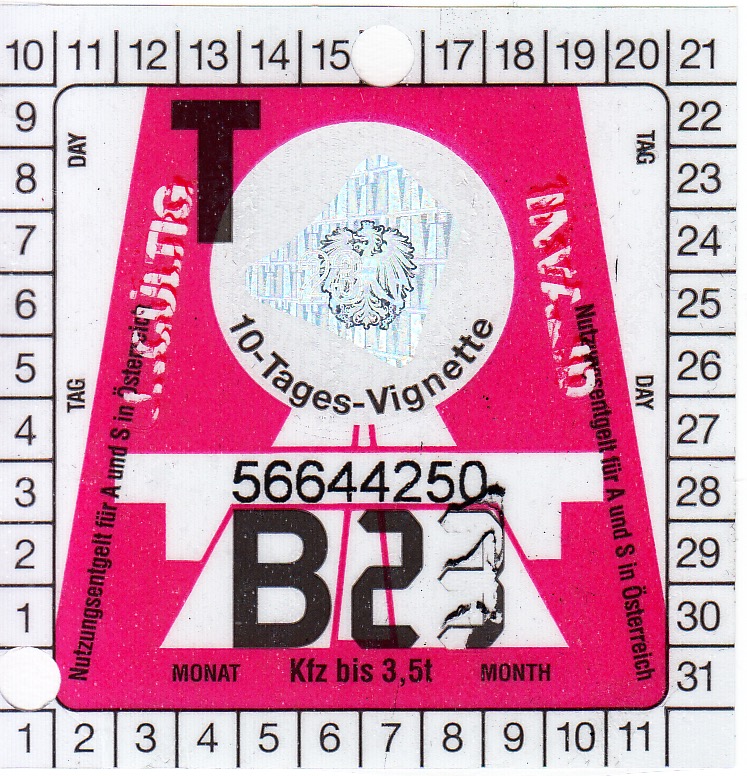 10 11 12 13 14 15 17 18 19 20 21
9 22
8 23
7 24
6 25
5 26
4 27
3 28
2 29
1 30
31
1 2 3 4 5 6 7 8 9 10 11
DAY
TAG
T
UNGÜLTIG
INVALID
10-Tages-Vignette
TAG
DAY
Nutzungsentgelt für A und S in Österreich
Nutzungsentgelt für A und S in Österreich
56644250
B23
MONAT Kfz bis 3,5t MONTH